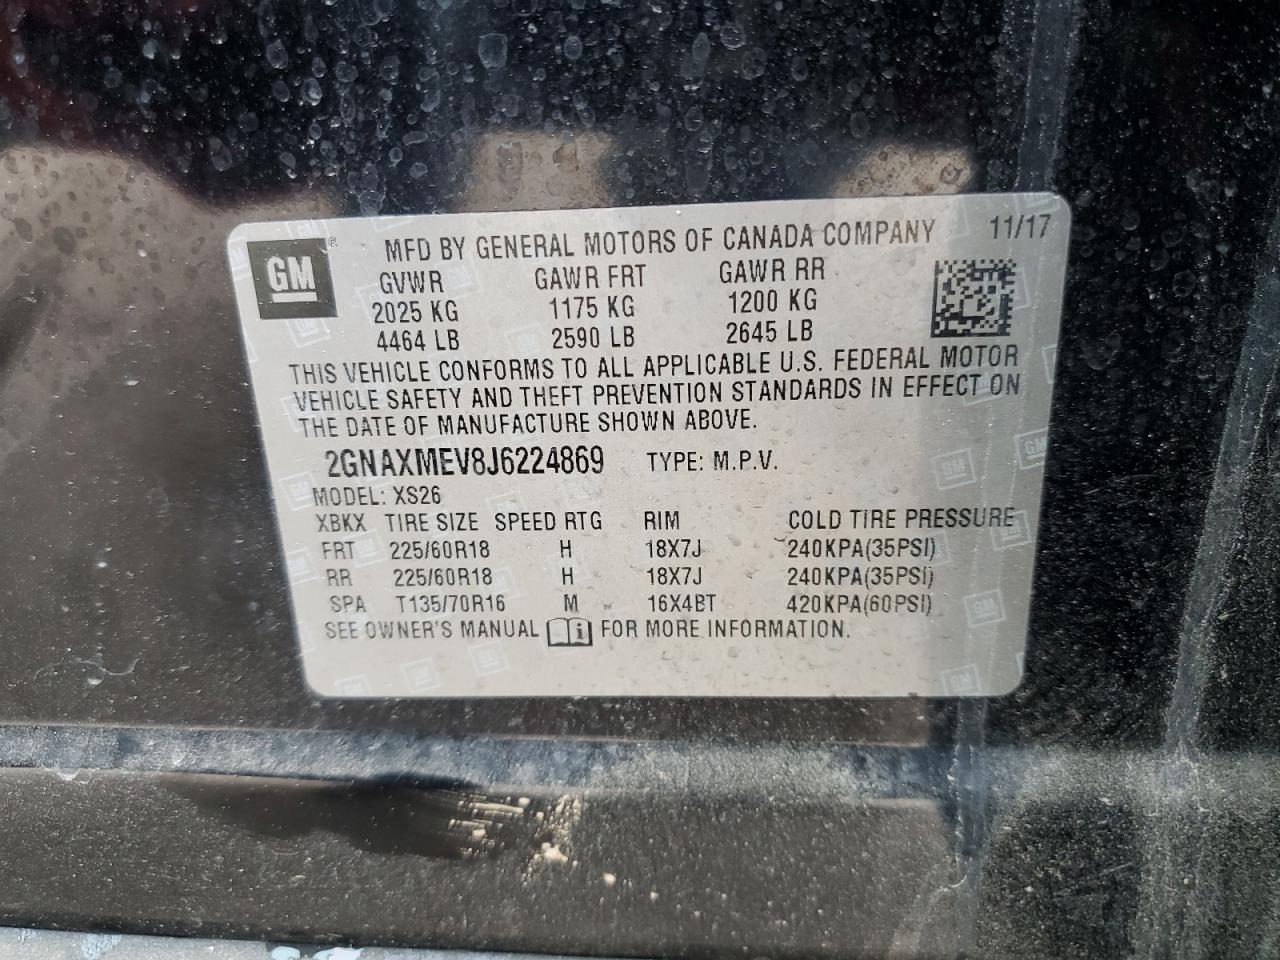 GM ® MFD BY GENERAL MOTORS OF CANADA COMPANY 11/17
GVWR GAWR FRT GAWR RR
2025 KG 1175 KG 1200 KG
4464 LB 2590 LB 2645 LB
THIS VEHICLE CONFORMS TO ALL APPLICABLE U.S. FEDERAL MOTOR
VEHICLE SAFETY AND THEFT PREVENTION STANDARDS IN EFFECT ON
THE DATE OF MANUFACTURE SHOWN ABOVE.
2GNAXMEV8J6224869 TYPE: M.P.V.
MODEL: XS26
XBKX TIRE SIZE SPEED RTG RIM COLD TIRE PRESSURE
FRT 225/60R18 H 18X7J 240KPA(35PSI)
RR 225/60R18 H 18X7J 240KPA(35PSI)
SPA T135/70R16 M 16X4BT 420KPA(60PSI)
SEE OWNER'S MANUAL i FOR MORE INFORMATION.